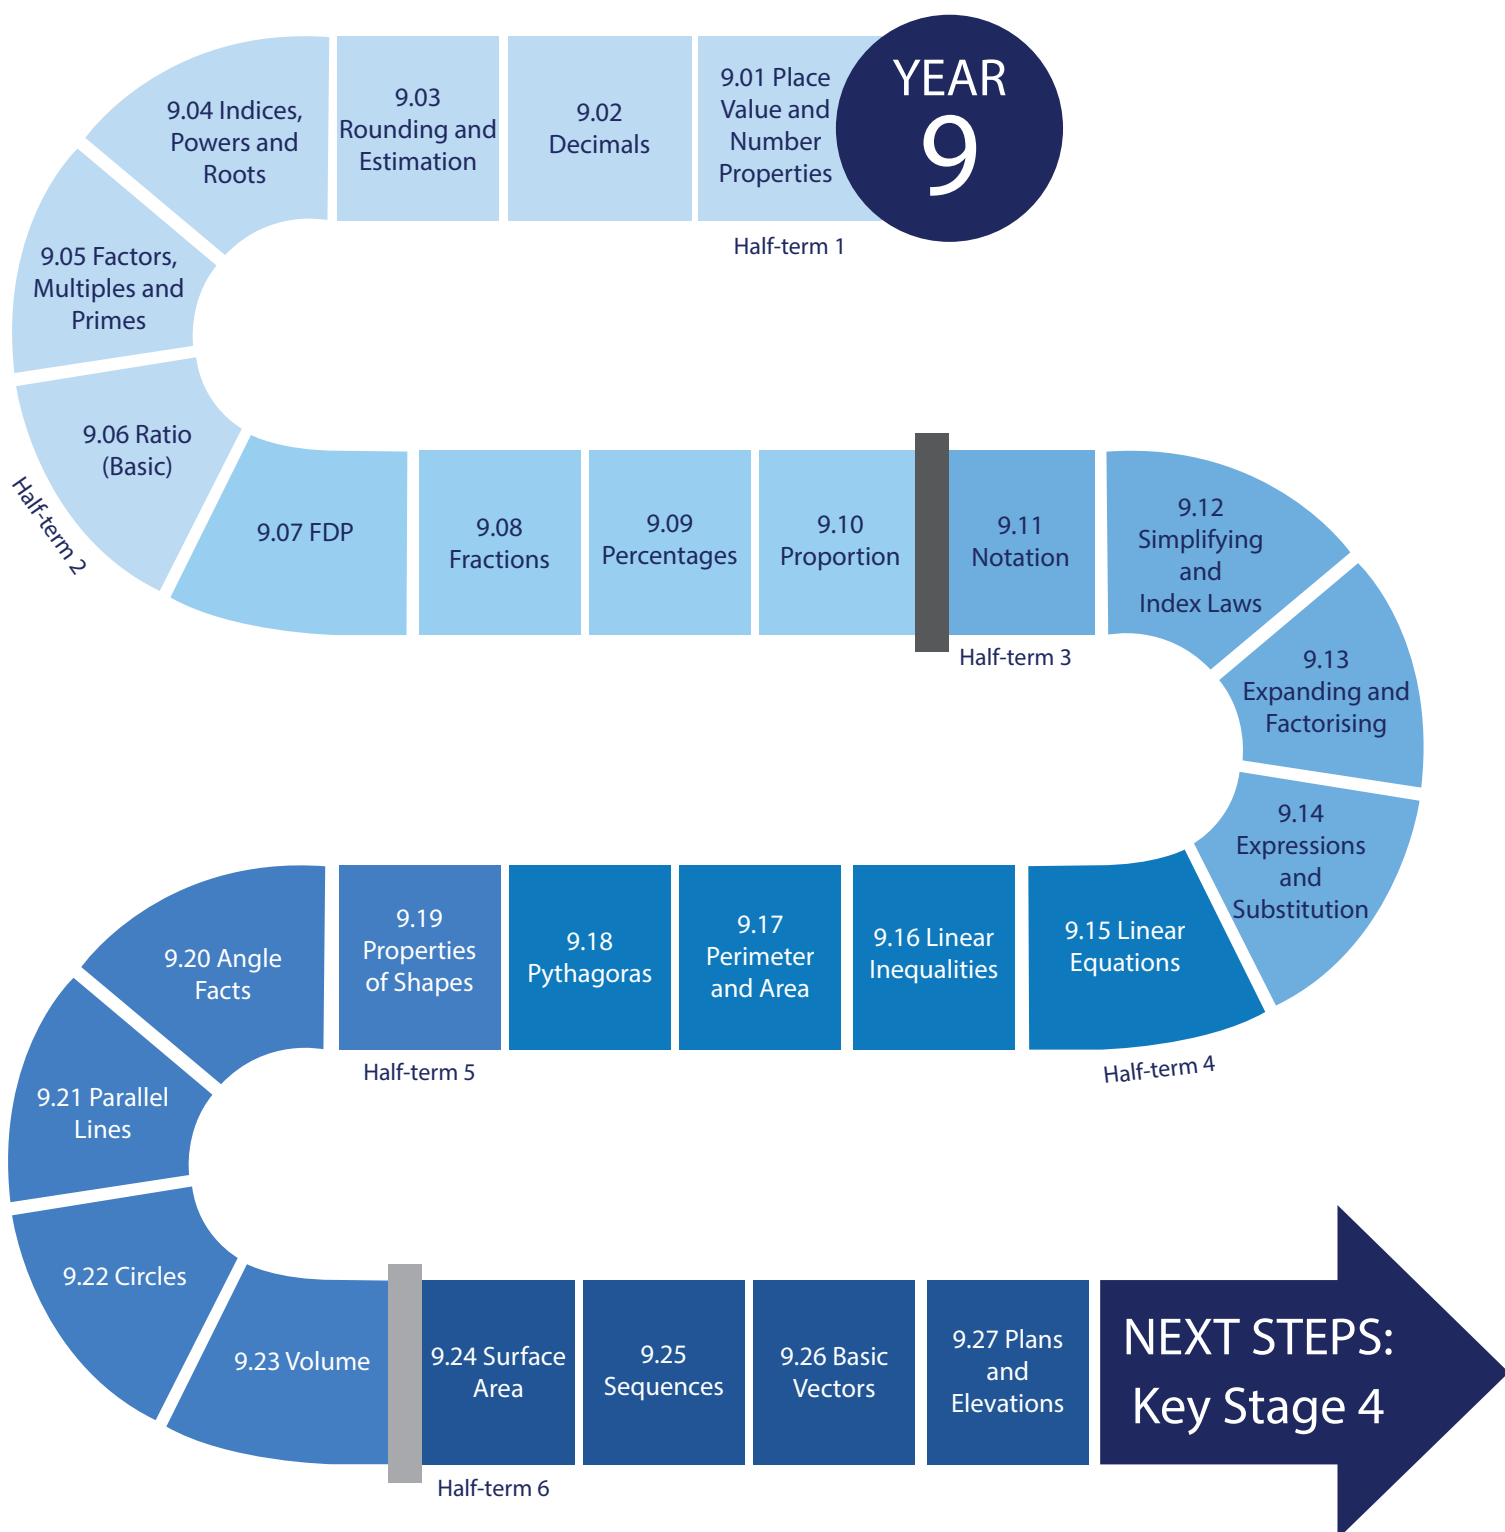 YEAR
9
9.01 Place
Value and
Number
Properties
Half-term 1
9.02
Decimals
9.03
Rounding and
Estimation
9.04 Indices,
Powers and
Roots
9.05 Factors,
Multiples and
Primes
9.06 Ratio
(Basic)
Half-term 2
9.07 FDP
9.08
Fractions
9.09
Percentages
9.10
Proportion
9.11
Notation
Half-term 3
9.12
Simplifying
and
Index Laws
9.13
Expanding and
Factorising
9.14
Expressions
and
Substitution
9.15 Linear
Equations
Half-term 4
9.16 Linear
Inequalities
9.17
Perimeter
and Area
9.18
Pythagoras
9.19
Properties
of Shapes
Half-term 5
9.20 Angle
Facts
9.21 Parallel
Lines
9.22 Circles
9.23 Volume
9.24 Surface
Area
Half-term 6
9.25
Sequences
9.26 Basic
Vectors
9.27 Plans
and
Elevations
NEXT STEPS:
Key Stage 4